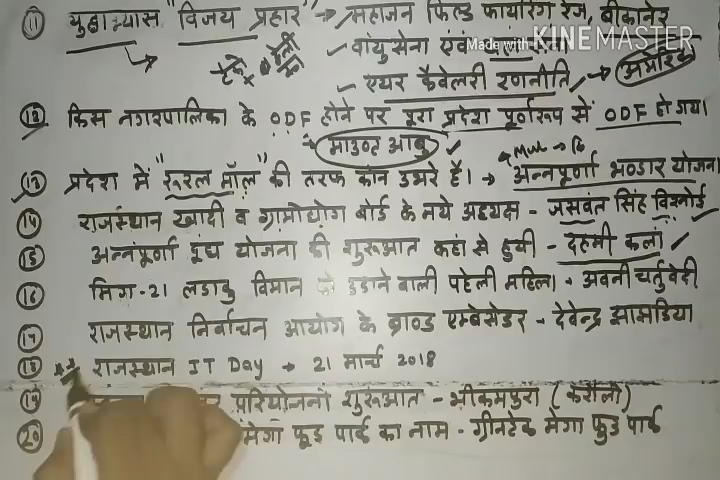 11 युद्धाभ्यास "विजय प्रहार" → महाजन फिल्ड फायरिंग रेंज, बीकानेर
✓ वायुसेना एवं
Made with KINEMASTER
✓ एयर कैवेलरी रणनीति →
12 किस नगरपालिका के ODF होने पर पूरा प्रदेश पूर्णरूप से ODF हो गया।
→ माउण्ट आबू ✓
13 प्रदेश में "रूरल मॉल" की तरफ कौन उभरे है। → अन्नपूर्णा भण्डार योजना
14 राजस्थान खादी व ग्रामोद्योग बोर्ड के नये अध्यक्ष - जसवंत सिंह विश्नोई
15 अन्नपूर्णा दूध योजना की शुरूआत कहां से हुयी - दहमी कलां ✓
16 मिग-21 लडाकु विमान को उडाने वाली पहेली महिला - अवनी चर्तुवेदी
17 राजस्थान निर्वाचन आयोग के ब्राण्ड एम्बेसेडर - देवेन्द्र झाझडिया
18 राजस्थान IT Day → 21 मार्च 2018
19 परियोजना शुरूआत - भीकमपुरा (करौली)
20 मेगा फूड पार्क का नाम - ग्रीनटेक मेगा फुड पार्क